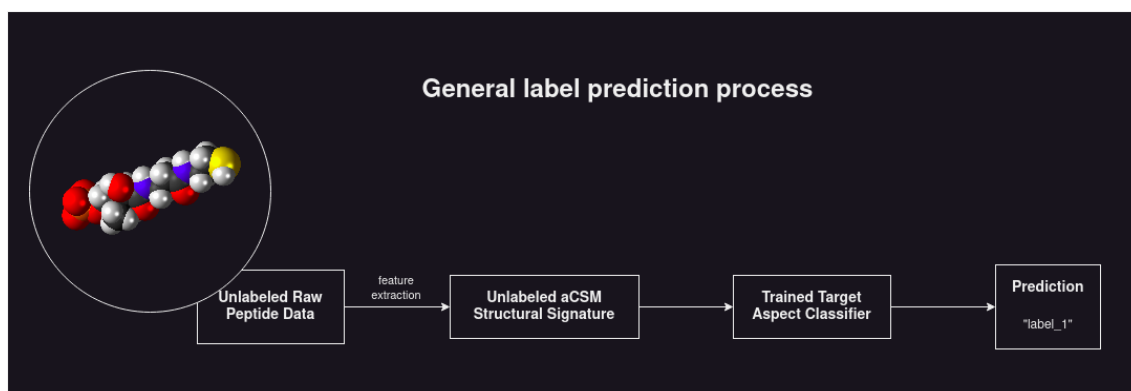 General label prediction process
Unlabeled Raw
Peptide Data
feature
extraction
Unlabeled aCSM
Structural Signature
Trained Target
Aspect Classifier
Prediction
"label_1"